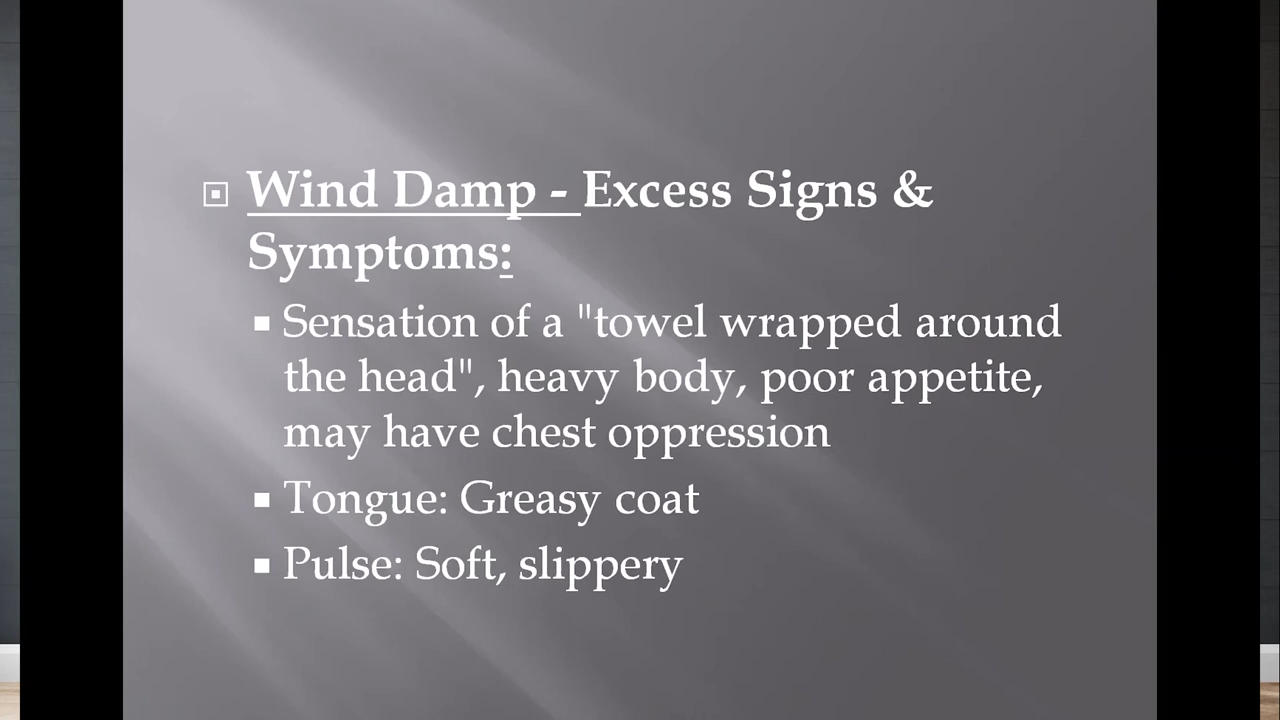 Wind Damp - Excess Signs &
Symptoms:
Sensation of a "towel wrapped around
the head", heavy body, poor appetite,
may have chest oppression
Tongue: Greasy coat
Pulse: Soft, slippery